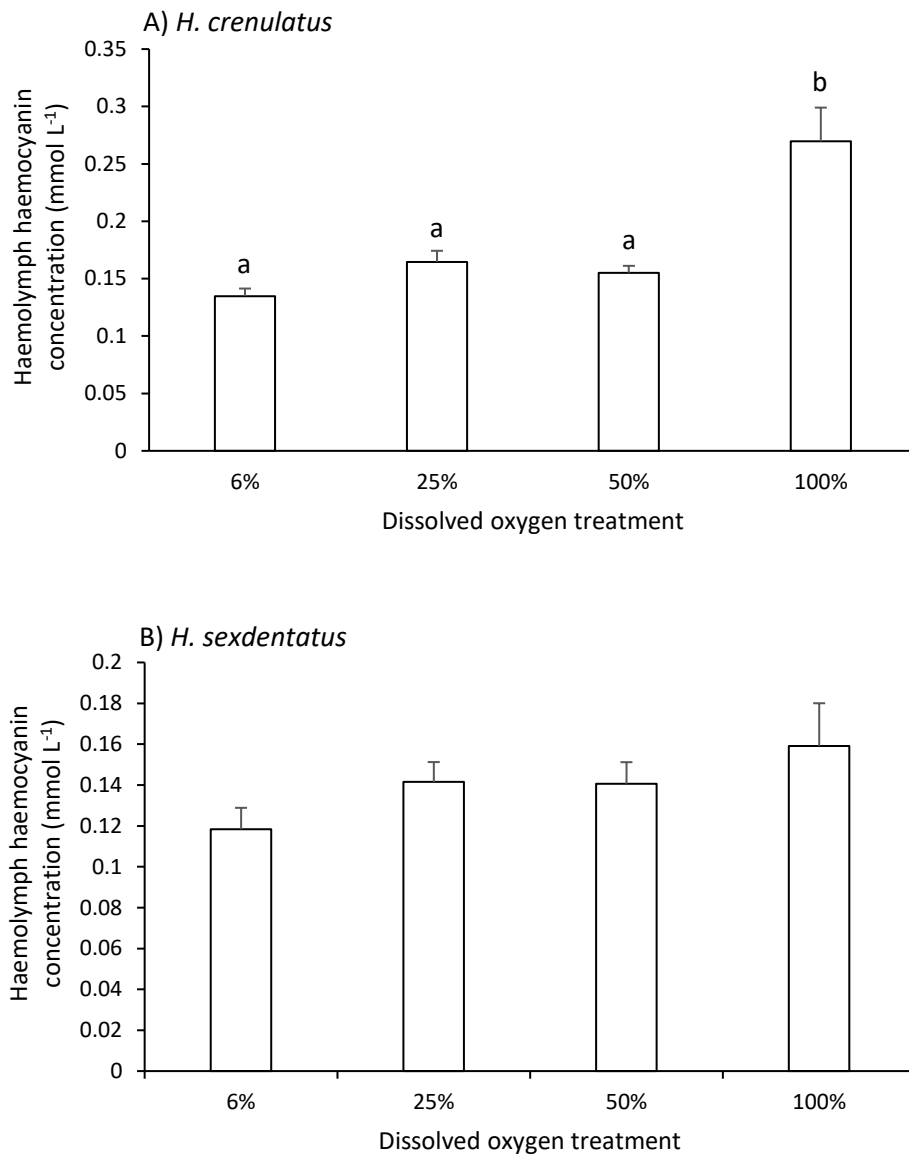 A) H. crenulatus
Haemolymph haemocyanin
concentration (mmol L-1)
0.35
0.3
0.25
0.2
0.15
0.1
0.05
0
a
a
a
b
6%
25%
50%
100%
Dissolved oxygen treatment
B) H. sexdentatus
Haemolymph haemocyanin
concentration (mmol L-1)
0.2
0.18
0.16
0.14
0.12
0.1
0.08
0.06
0.04
0.02
0
6%
25%
50%
100%
Dissolved oxygen treatment